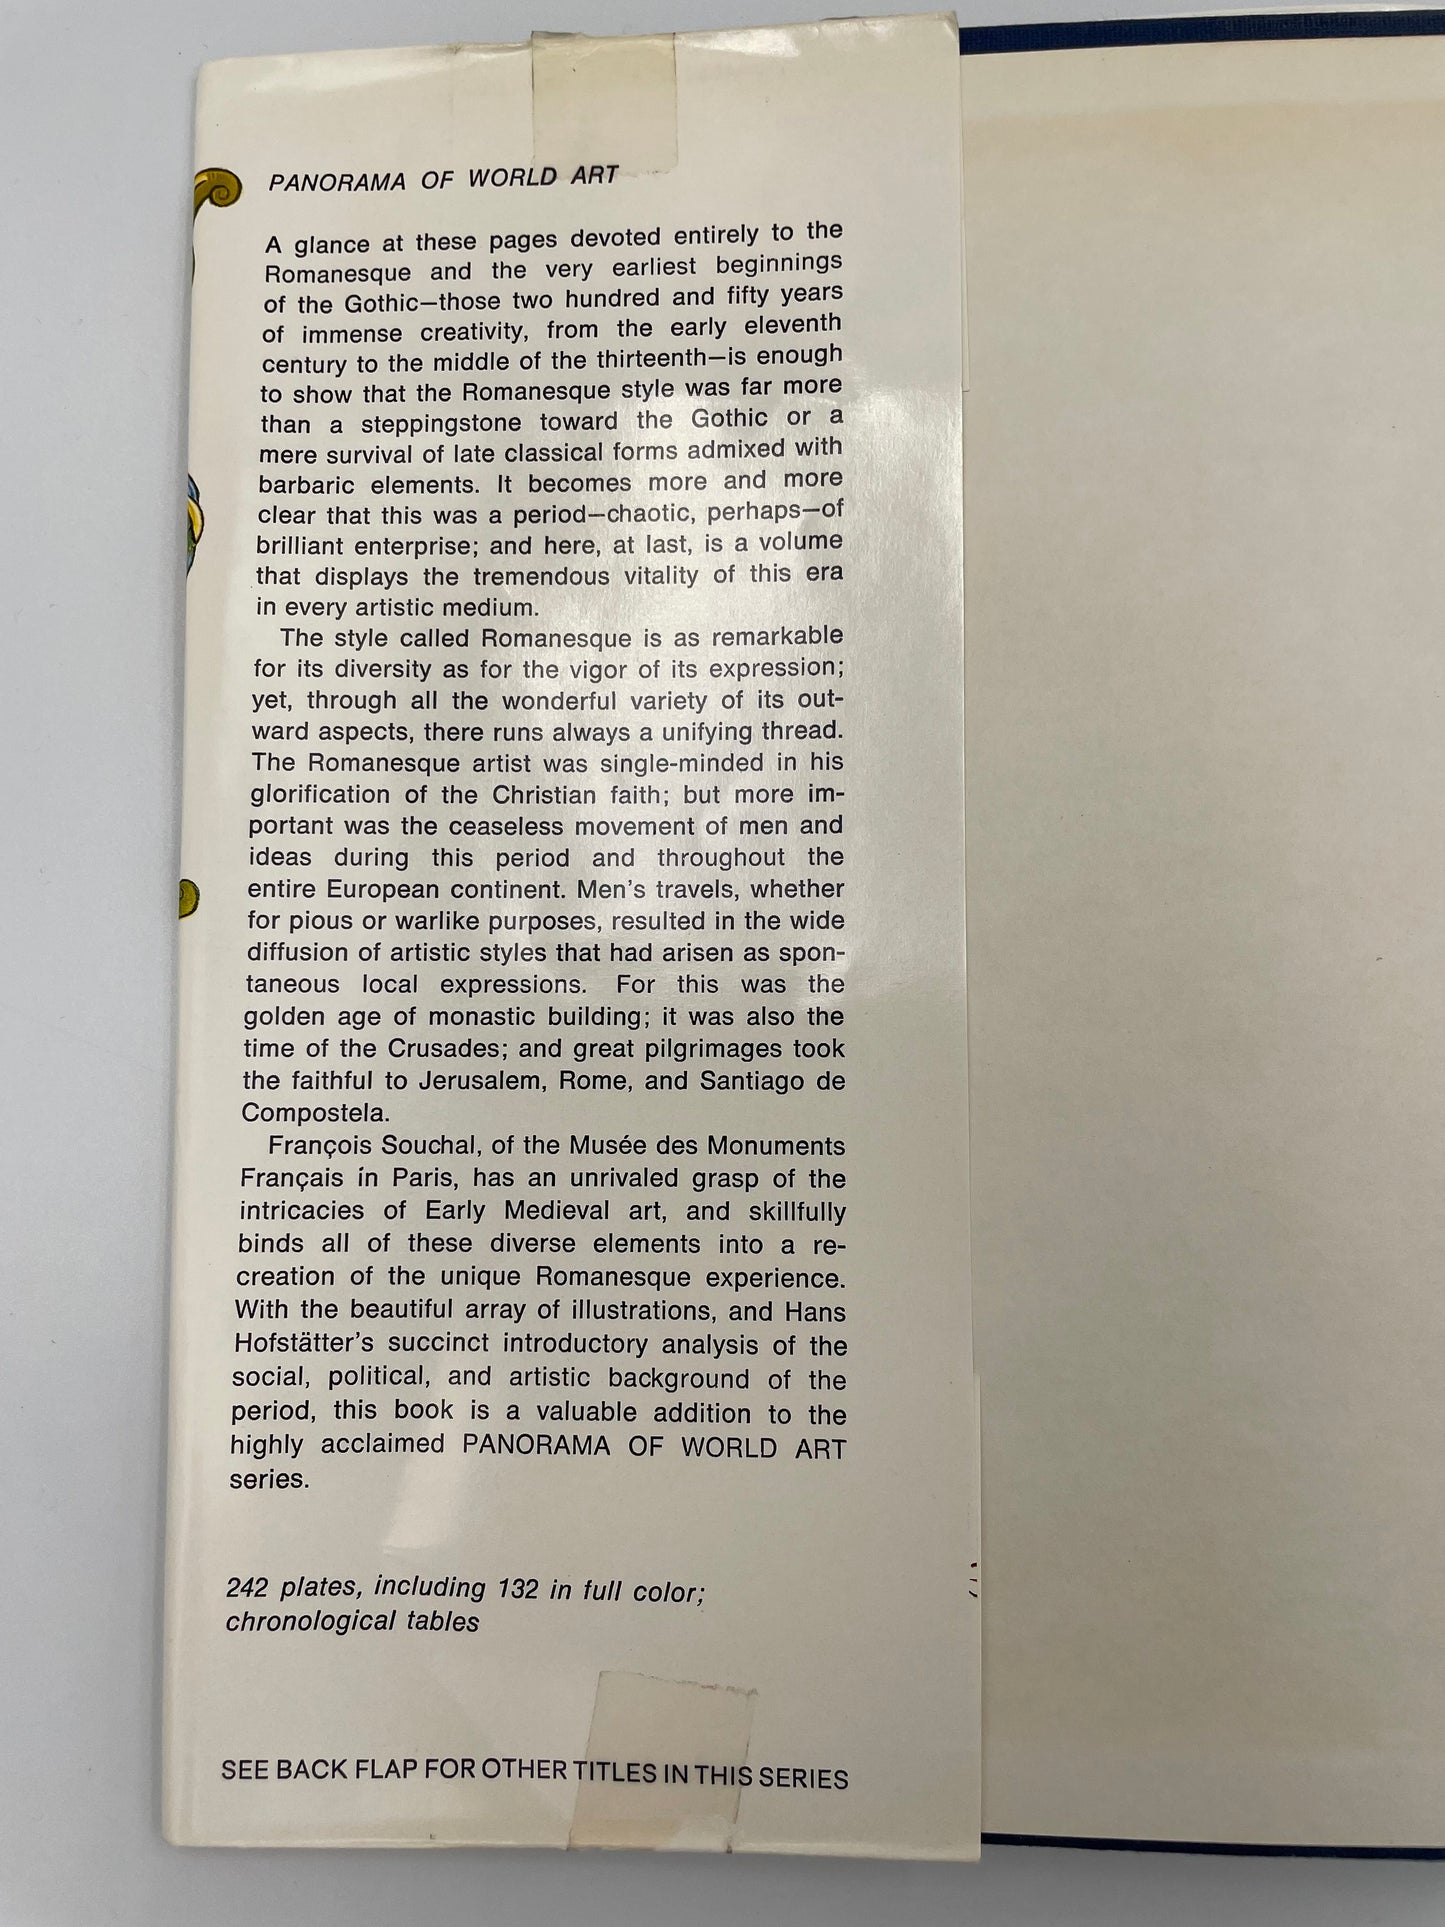 PANORAMA OF WORLD ART
A glance at these pages devoted entirely to the
Romanesque and the very earliest beginnings
of the Gothic—those two hundred and fifty years
of immense creativity, from the early eleventh
century to the middle of the thirteenth—is enough
to show that the Romanesque style was far more
than a steppingstone toward the Gothic or a
mere survival of late classical forms admixed with
barbaric elements. It becomes more and more
clear that this was a period—chaotic, perhaps—of
brilliant enterprise; and here, at last, is a volume
that displays the tremendous vitality of this era
in every artistic medium.
The style called Romanesque is as remarkable
for its diversity as for the vigor of its expression;
yet, through all the wonderful variety of its out-
ward aspects, there runs always a unifying thread.
The Romanesque artist was single-minded in his
glorification of the Christian faith; but more im-
portant was the ceaseless movement of men and
ideas during this period and throughout the
entire European continent. Men's travels, whether
for pious or warlike purposes, resulted in the wide
diffusion of artistic styles that had arisen as spon-
taneous local expressions. For this was the
golden age of monastic building; it was also the
time of the Crusades; and great pilgrimages took
the faithful to Jerusalem, Rome, and Santiago de
Compostela.
François Souchal, of the Musée des Monuments
Français in Paris, has an unrivaled grasp of the
intricacies of Early Medieval art, and skillfully
binds all of these diverse elements into a re-
creation of the unique Romanesque experience.
With the beautiful array of illustrations, and Hans
Hofstätter's succinct introductory analysis of the
social, political, and artistic background of the
period, this book is a valuable addition to the
highly acclaimed PANORAMA OF WORLD ART
series.
242 plates, including 132 in full color;
chronological tables
SEE BACK FLAP FOR OTHER TITLES IN THIS SERIES